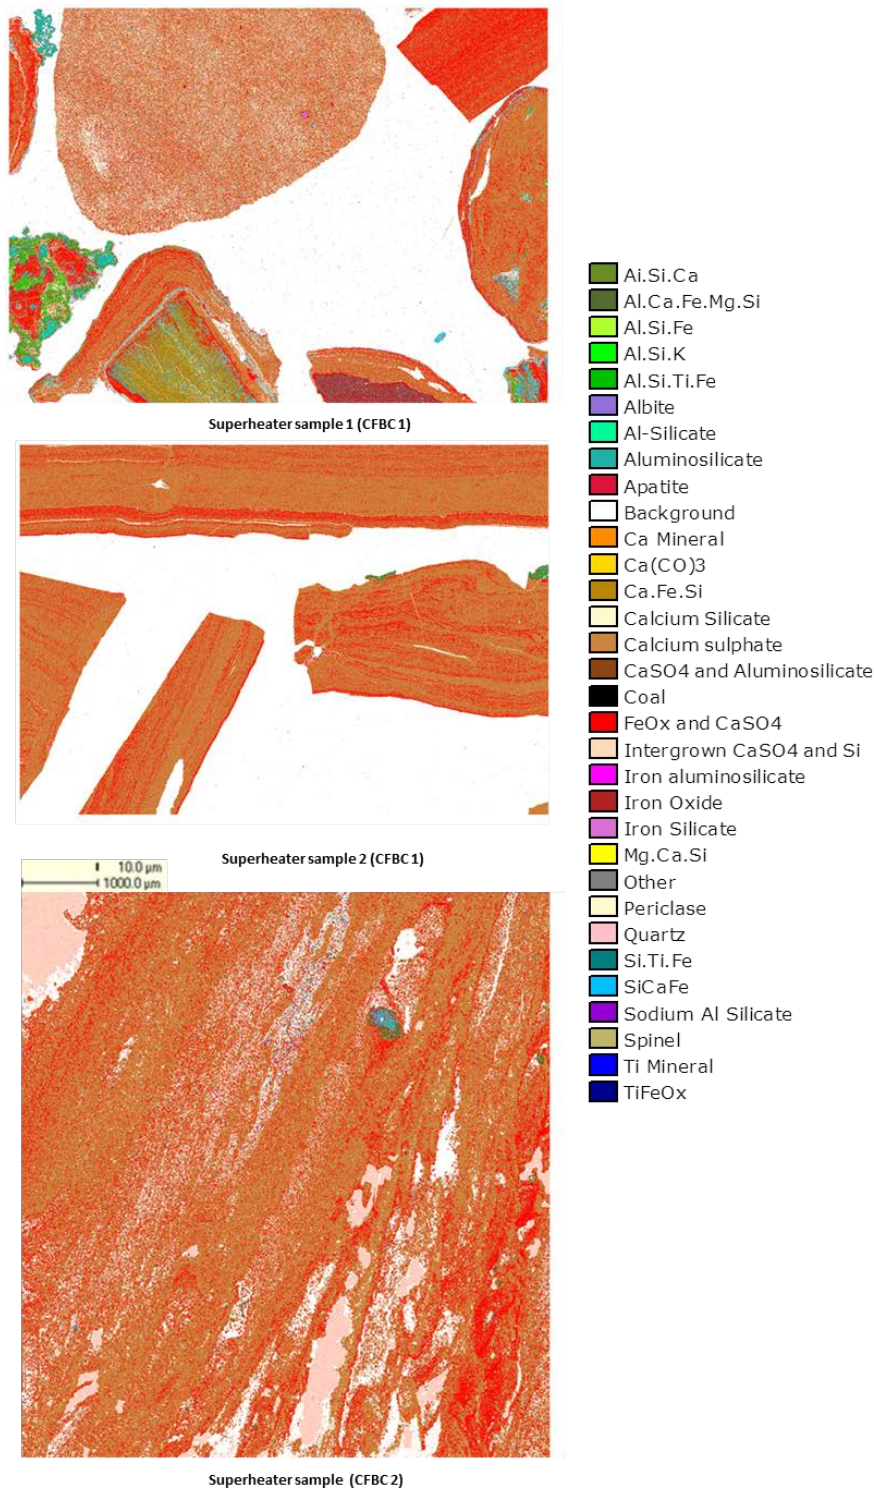 Superheater sample 1 (CFBC 1)
Superheater sample 2 (CFBC 1)
10.0 µm
1000.0 µm
Superheater sample (CFBC 2)
Ai.Si.Ca
Al.Ca.Fe.Mg.Si
Al.Si.Fe
Al.Si.K
Al.Si.Ti.Fe
Albite
Al-Silicate
Aluminosilicate
Apatite
Background
Ca Mineral
Ca(CO)3
Ca.Fe.Si
Calcium Silicate
Calcium sulphate
CaSO4 and Aluminosilicate
Coal
FeOx and CaSO4
Intergrown CaSO4 and Si
Iron aluminosilicate
Iron Oxide
Iron Silicate
Mg.Ca.Si
Other
Periclase
Quartz
Si.Ti.Fe
SiCaFe
Sodium Al Silicate
Spinel
Ti Mineral
TiFeOx